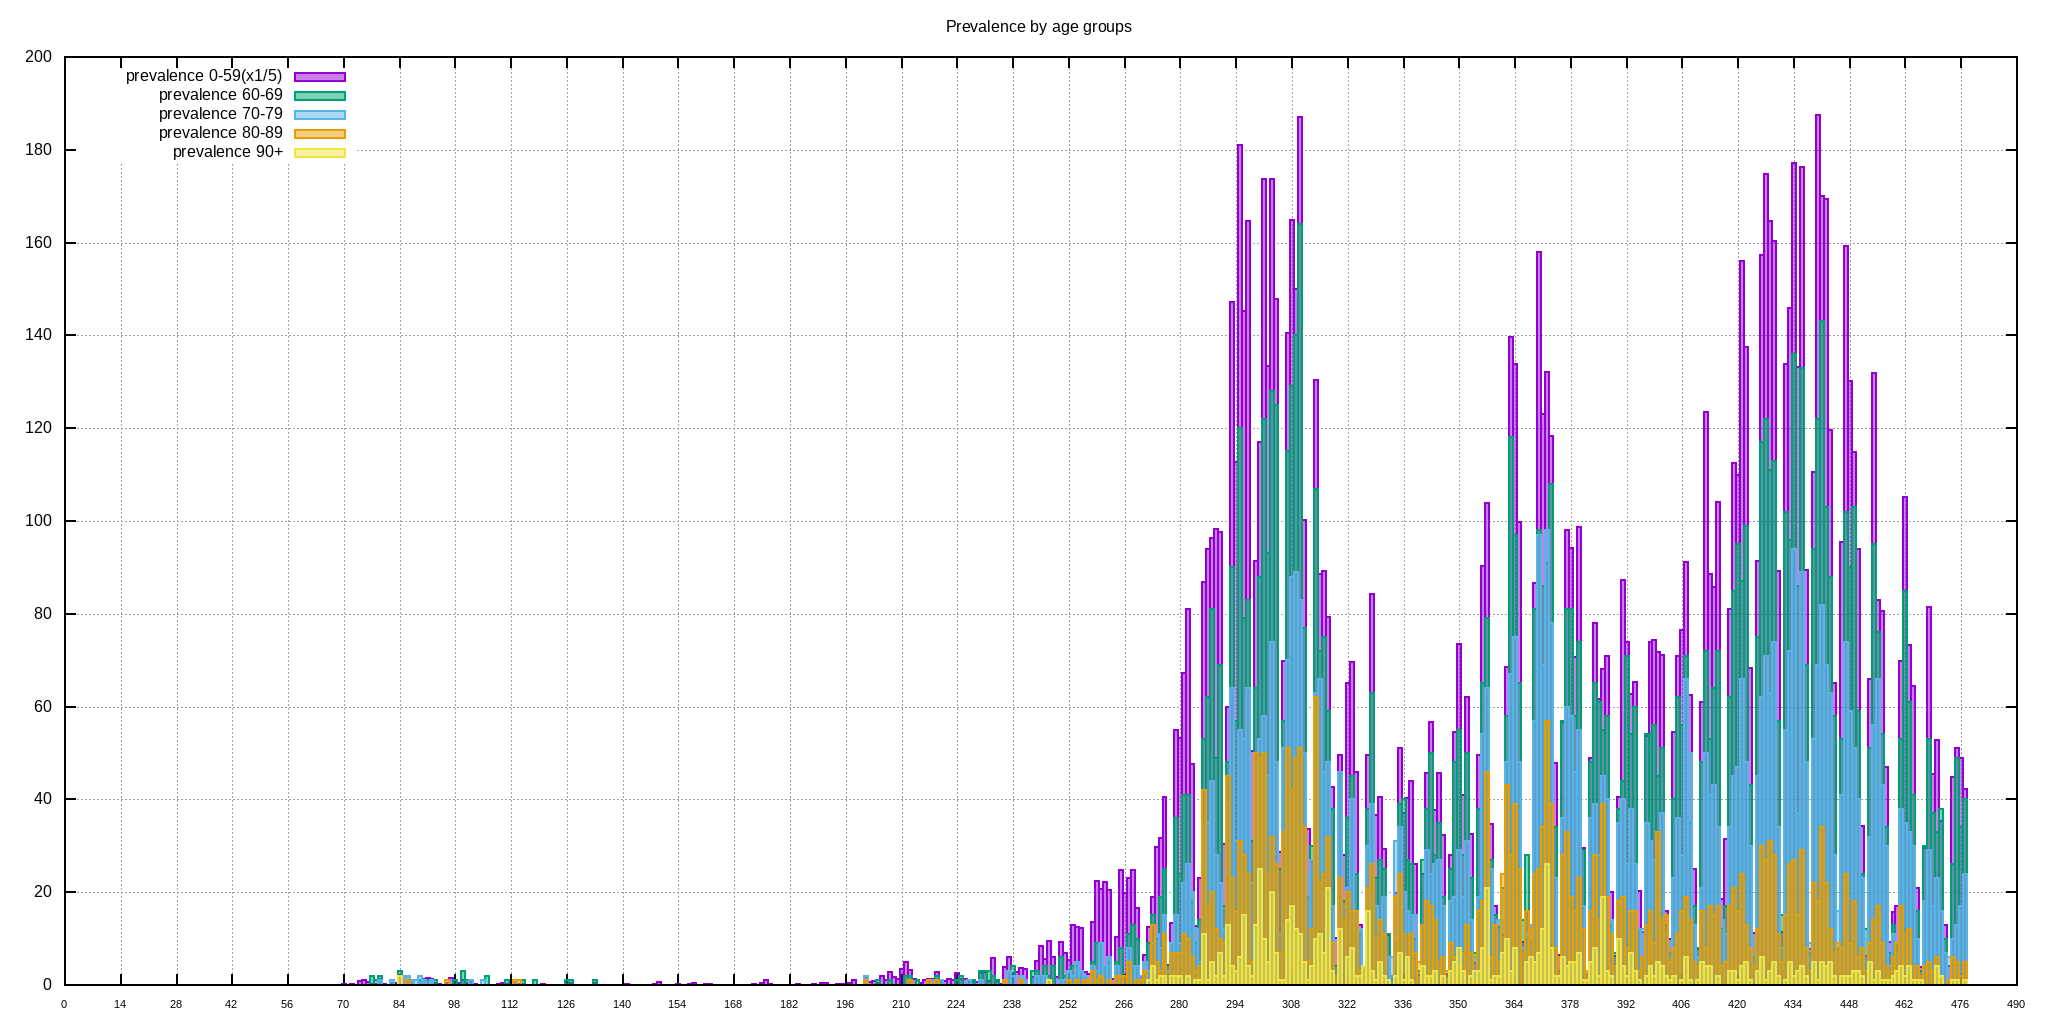 Prevalence by age groups
prevalence 0-59(x1/5)
prevalence 60-69
prevalence 70-79
prevalence 80-89
prevalence 90+
200
180
160
140
120
100
80
60
40
20
0
0 14 28 42 56 70 84 98 112 126 140 154 168 182 196 210 224 238 252 266 280 294 308 322 336 350 364 378 392 406 420 434 448 462 476 490